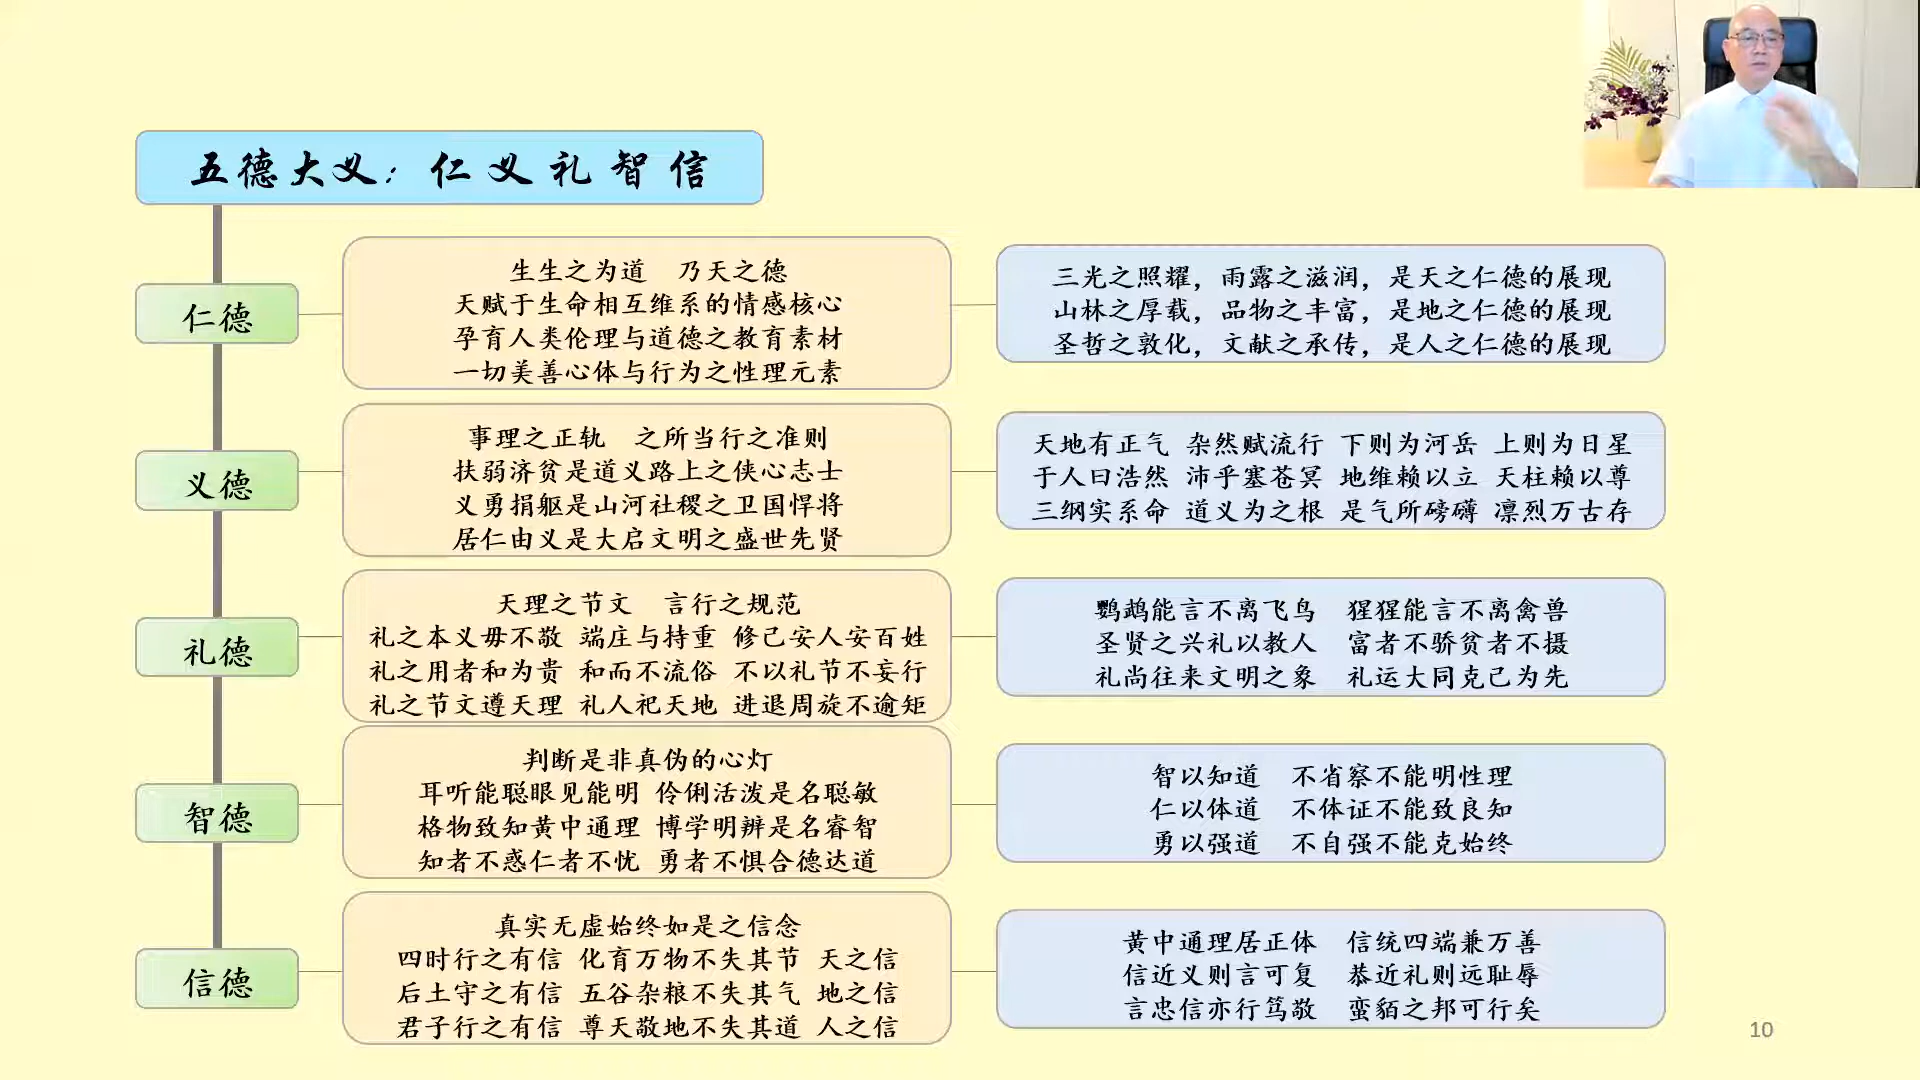 五德大义：仁义礼智信
仁德
生生之为道 乃天之德
天赋于生命相互维系的情感核心
孕育人类伦理与道德之教育素材
一切美善心体与行为之性理元素
三光之照耀，雨露之滋润，是天之仁德的展现
山林之厚载，品物之丰富，是地之仁德的展现
圣哲之敦化，文献之承传，是人之仁德的展现
义德
事理之正轨 之所当行之准则
扶弱济贫是道义路上之侠心志士
义勇捐躯是山河社稷之卫国悍将
居仁由义是大启文明之盛世先贤
天地有正气 杂然赋流行 下则为河岳 上则为日星
于人曰浩然 沛乎塞苍冥 地维赖以立 天柱赖以尊
三纲实系命 道义为之根 是气所磅礴 凛烈万古存
礼德
天理之节文 言行之规范
礼之本义毋不敬 端庄与持重 修己安人安百姓
礼之用者和为贵 和而不流俗 不以礼节不妄行
礼之节文遵天理 礼人祀天地 进退周旋不逾矩
鹦鹉能言不离飞鸟 猩猩能言不离禽兽
圣贤之兴礼以教人 富者不骄贫者不摄
礼尚往来文明之象 礼运大同克己为先
智德
判断是非真伪的心灯
耳听能聪眼见能明 伶俐活泼是名聪敏
格物致知黄中通理 博学明辨是名睿智
知者不惑仁者不忧 勇者不惧合德达道
智以知道 不省察不能明性理
仁以体道 不体证不能致良知
勇以强道 不自强不能克始终
信德
真实无虚始终如是之信念
四时行之有信 化育万物不失其节 天之信
后土守之有信 五谷杂粮不失其气 地之信
君子行之有信 尊天敬地不失其道 人之信
黄中通理居正体 信统四端兼万善
信近义则言可复 恭近礼则远耻辱
言忠信亦行笃敬 蛮貊之邦可行矣
10